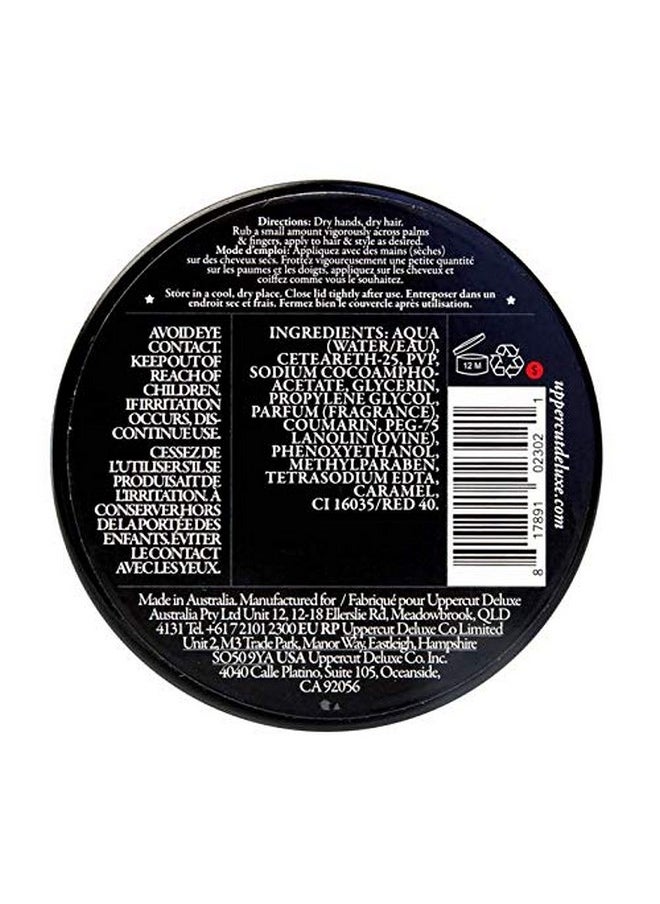 Directions: Dry hands, dry hair.
Rub a small amount vigorously across palms
& fingers, apply to hair & style as desired.
Mode d'emploi: Appliquez avec des mains (sèches)
sur des cheveux secs. Frottez vigoureusement une petite quantité
sur les paumes et les doigts, appliquez sur les cheveux et
coiffez comme vous le souhaitez.
Store in a cool, dry place. Close lid tightly after use. Entreposer dans un
endroit sec et frais. Fermez bien le couvercle après utilisation.
AVOID EYE
CONTACT.
KEEP OUT OF
REACH OF
CHILDREN.
IF IRRITATION
OCCURS, DIS-
CONTINUE USE.
CESSEZ DE
L'UTILISER S'IL SE
PRODUISAIT DE
L'IRRITATION. À
CONSERVER HORS
DE LA PORTÉE DES
ENFANTS. ÉVITER
LE CONTACT
AVEC LES YEUX.
INGREDIENTS: AQUA
(WATER/EAU),
CETEARETH-25, PVP,
SODIUM COCOAMPHO-
ACETATE, GLYCERIN,
PROPYLENE GLYCOL,
PARFUM (FRAGRANCE),
COUMARIN, PEG-75
LANOLIN (OVINE),
PHENOXYETHANOL,
METHYLPARABEN,
TETRASODIUM EDTA,
CARAMEL,
CI 16035/RED 40.
12 M
S
8 17891 02302 1
uppercutdeluxe.com
Made in Australia. Manufactured for / Fabriqué pour Uppercut Deluxe
Australia Pty Ltd Unit 12, 12-18 Ellerslie Rd, Meadowbrook, QLD
4131 Tel. +61 7 2101 2300 EU RP Uppercut Deluxe Co Limited
Unit 2, M3 Trade Park, Manor Way, Eastleigh, Hampshire
SO50 9YA USA Uppercut Deluxe Co. Inc.
4040 Calle Platino, Suite 105, Oceanside,
CA 92056